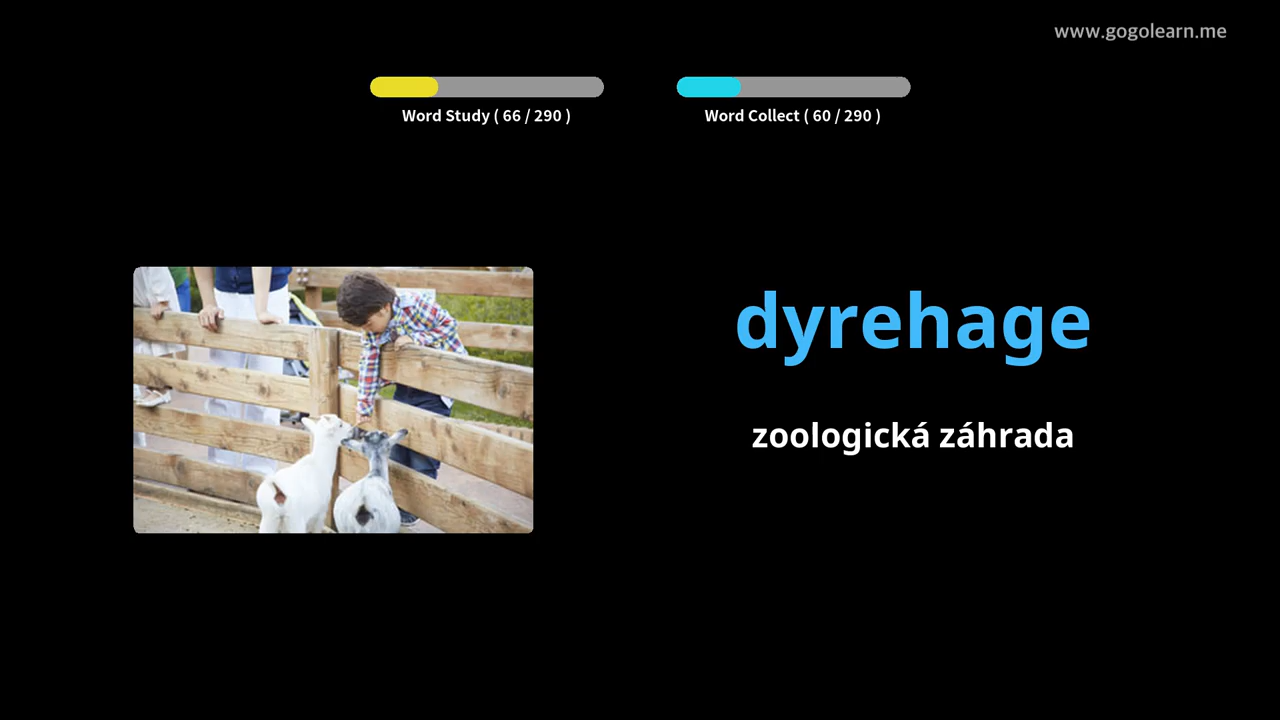 www.gogolearn.me
Word Study ( 66 / 290 )
Word Collect ( 60 / 290 )
dyrehage
zoologická záhrada